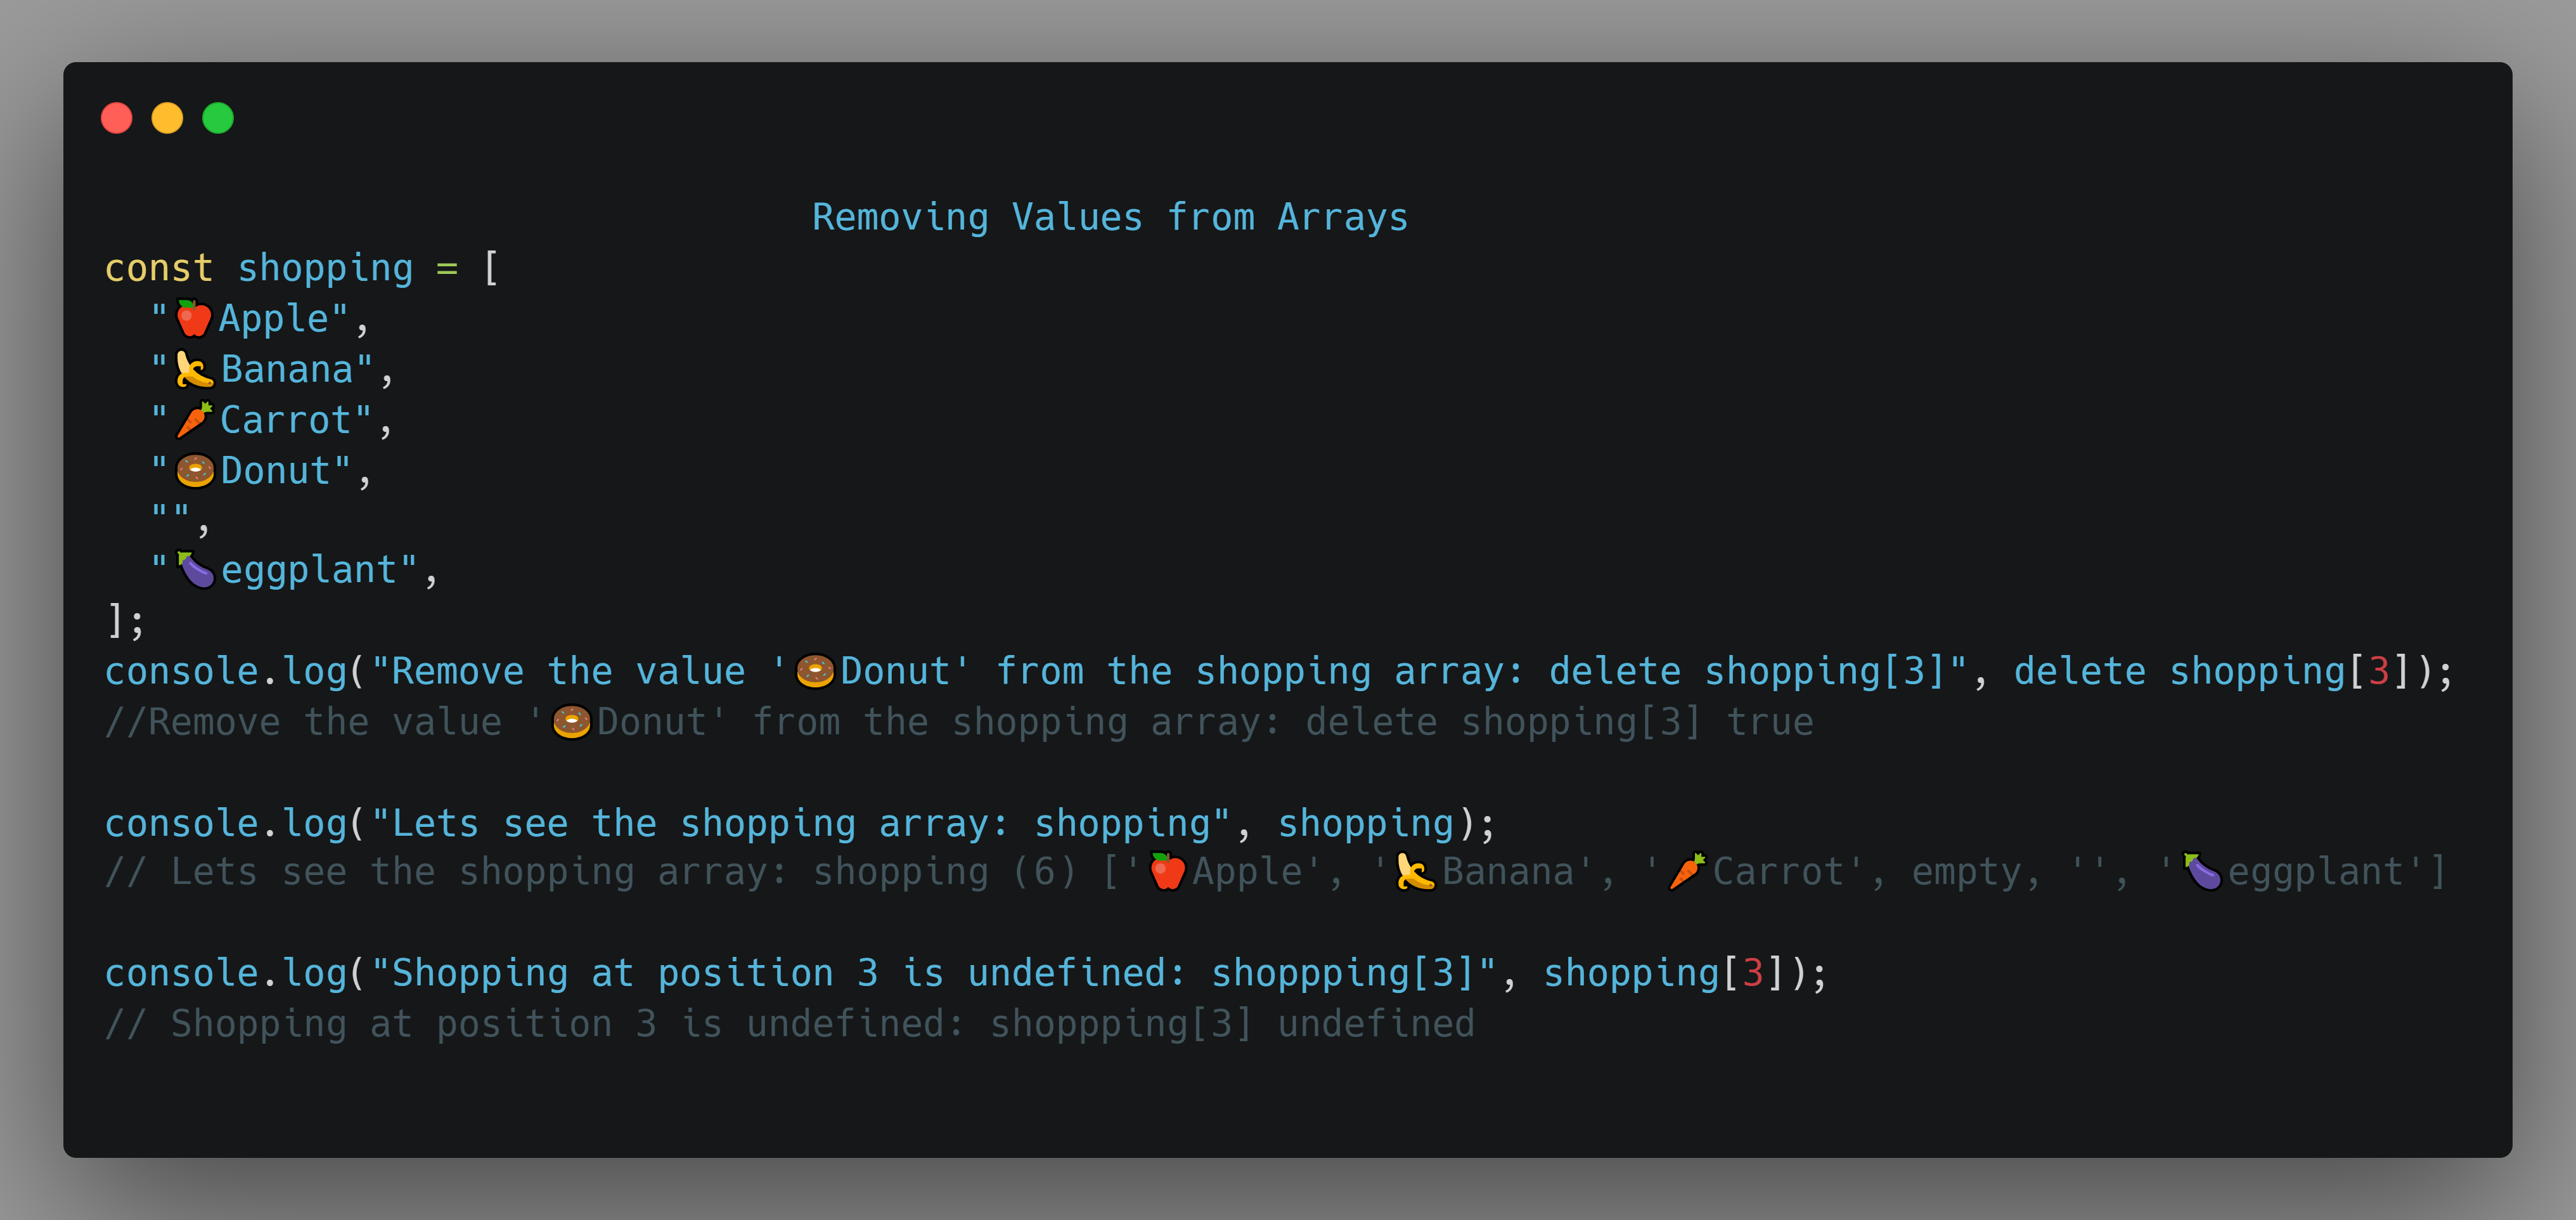 Removing Values from Arrays
const shopping = [
"🍎Apple",
"🍌Banana",
"🥕Carrot",
"🍩Donut",
"",
"🍆eggplant",
];
console.log("Remove the value '🍩Donut' from the shopping array: delete shopping[3]", delete shopping[3]);
//Remove the value '🍩Donut' from the shopping array: delete shopping[3] true
console.log("Lets see the shopping array: shopping", shopping);
// Lets see the shopping array: shopping (6) ['🍎Apple', '🍌Banana', '🥕Carrot', empty, '', '🍆eggplant']
console.log("Shopping at position 3 is undefined: shoppping[3]", shopping[3]);
// Shopping at position 3 is undefined: shoppping[3] undefined